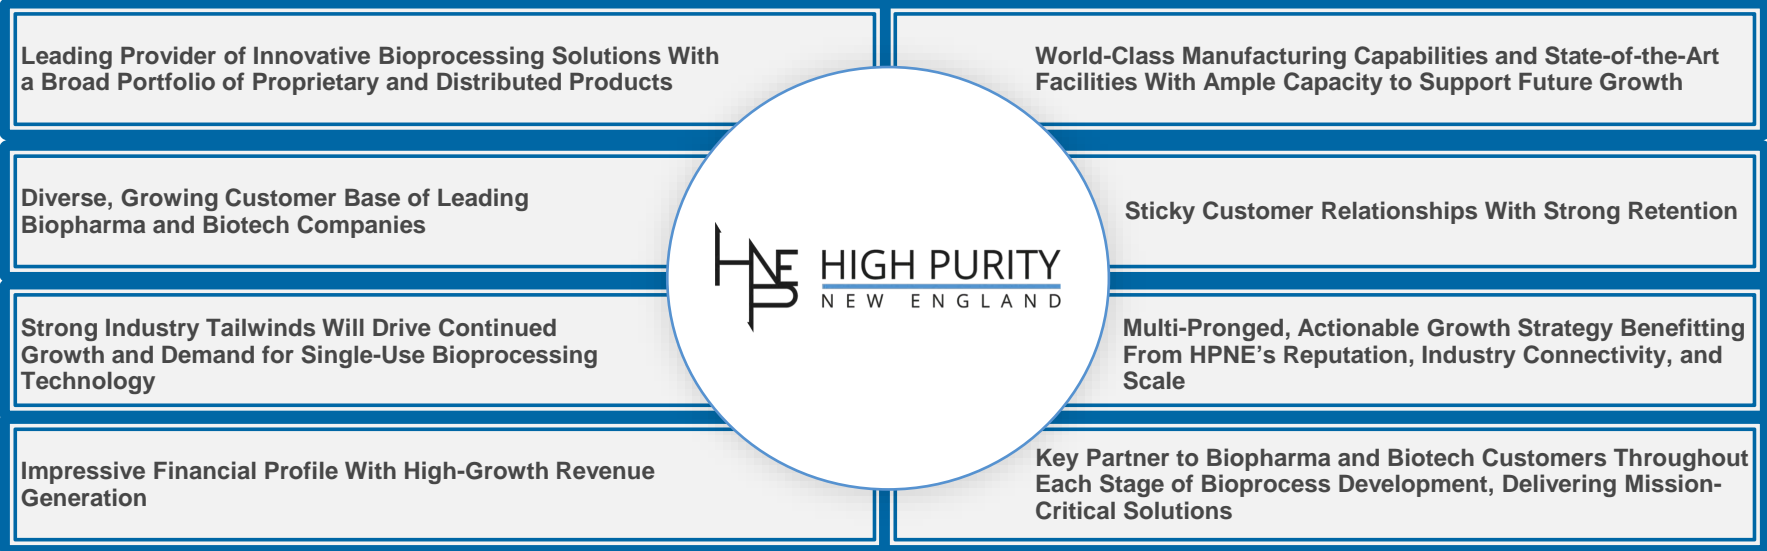 Leading Provider of Innovative Bioprocessing Solutions With
a Broad Portfolio of Proprietary and Distributed Products
World-Class Manufacturing Capabilities and State-of-the-Art
Facilities With Ample Capacity to Support Future Growth
Diverse, Growing Customer Base of Leading
Biopharma and Biotech Companies
Sticky Customer Relationships With Strong Retention
HNEP
HIGH PURITY
NEW ENGLAND
Strong Industry Tailwinds Will Drive Continued
Growth and Demand for Single-Use Bioprocessing
Technology
Multi-Pronged, Actionable Growth Strategy Benefitting
From HPNE’s Reputation, Industry Connectivity, and
Scale
Impressive Financial Profile With High-Growth Revenue
Generation
Key Partner to Biopharma and Biotech Customers Throughout
Each Stage of Bioprocess Development, Delivering Mission-
Critical Solutions